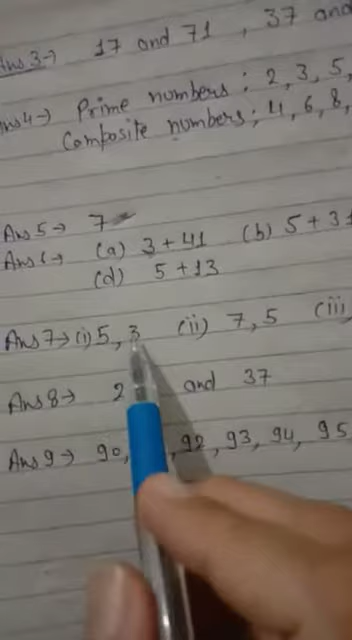 Ans 3→ 17 and 71 , 37 and
Ans 4→ Prime numbers : 2, 3, 5,
Composite numbers ; 4, 6, 8,
Ans 5→ 7
Ans 6→ (a) 3 + 41 (b) 5 + 31
(d) 5 + 13
Ans 7→ (i) 5, 3 (ii) 7, 5 (iii)
Ans 8→ 2 and 37
Ans 9→ 90, , 92, 93, 94, 95